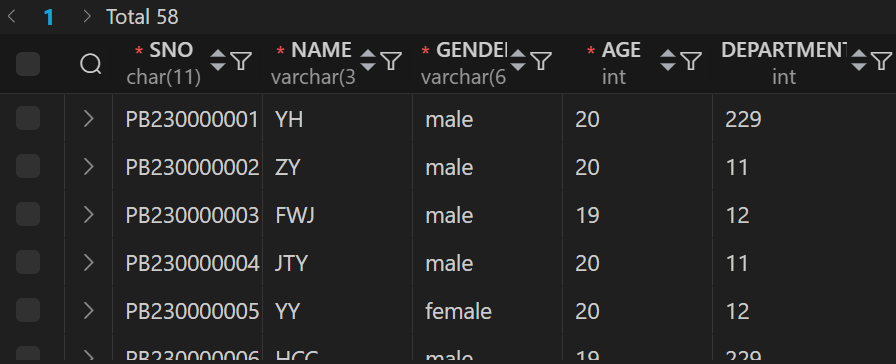 1 Total 58
* SNO * NAME * GENDER * AGE DEPARTMENT
char(11) varchar(3 varchar(6 int int
PB230000001 YH male 20 229
PB230000002 ZY male 20 11
PB230000003 FWJ male 19 12
PB230000004 JTY male 20 11
PB230000005 YY female 20 12
PB230000006 HCC male 19 229